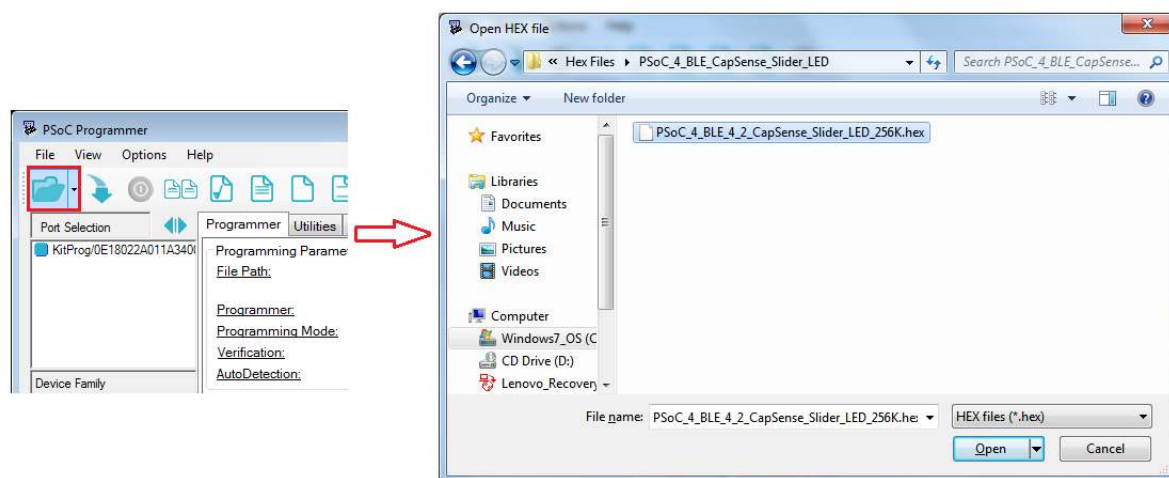 PSoC Programmer
File View Options Help
Port Selection
Programmer Utilities
Programming Parame
File Path:
Programmer:
Programming Mode:
Verification:
AutoDetection:
Device Family
Open HEX file
« Hex Files PSoC_4_BLE_CapSense_Slider_LED
Search PSoC_4_BLE_CapSense...
Organize New folder
Favorites
Libraries
Documents
Music
Pictures
Videos
Computer
Windows7_OS (C
CD Drive (D:)
Lenovo_Recovery
PSoC_4_BLE_4_2_CapSense_Slider_LED_256K.hex
File name: PSoC_4_BLE_4_2_CapSense_Slider_LED_256K.he
HEX files (*.hex)
Open Cancel